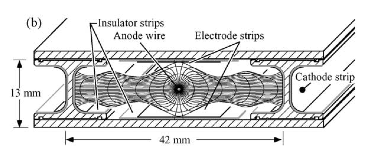 (b)
Insulator strips
Anode wire
Electrode strips
Cathode strip
13 mm
42 mm